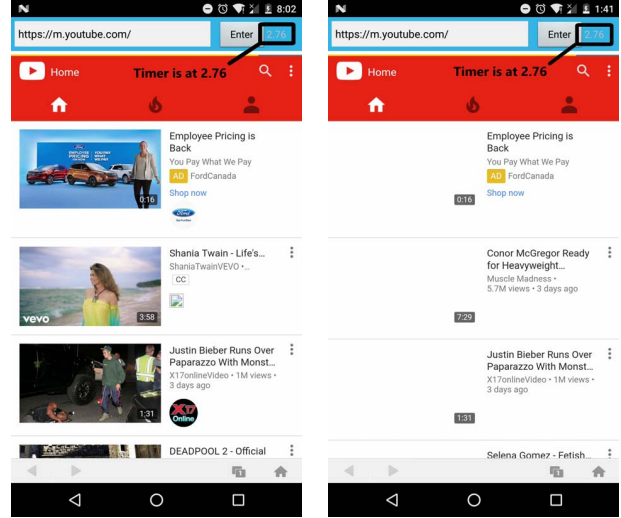 8:02
https://m.youtube.com/
Enter
2.76
Home
Timer is at 2.76
EMPLOYEE PRICING
0:16
Employee Pricing is
Back
You Pay What We Pay
AD FordCanada
Shop now
Ford
vevo
3:58
Shania Twain - Life's...
ShaniaTwainVEVO • ..
CC
1:31
Justin Bieber Runs Over
Paparazzo With Monst...
X17onlineVideo • 1M views •
3 days ago
X17
Online
DEADPOOL 2 - Official
1
1:41
https://m.youtube.com/
Enter
2.76
Home
Timer is at 2.76
0:16
Employee Pricing is
Back
You Pay What We Pay
AD FordCanada
Shop now
7:29
Conor McGregor Ready
for Heavyweight...
Muscle Madness •
5.7M views • 3 days ago
1:31
Justin Bieber Runs Over
Paparazzo With Monst...
X17onlineVideo • 1M views •
3 days ago
Selena Gomez - Fetish...
1